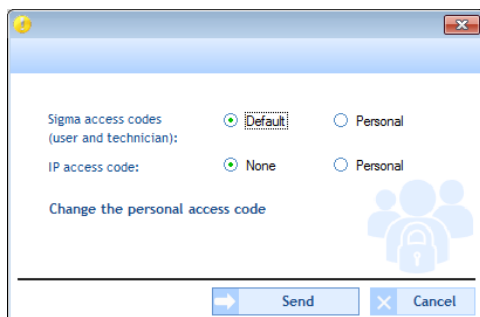 Sigma access codes
(user and technician):
Default
Personal
IP access code:
None
Personal
Change the personal access code
Send
Cancel